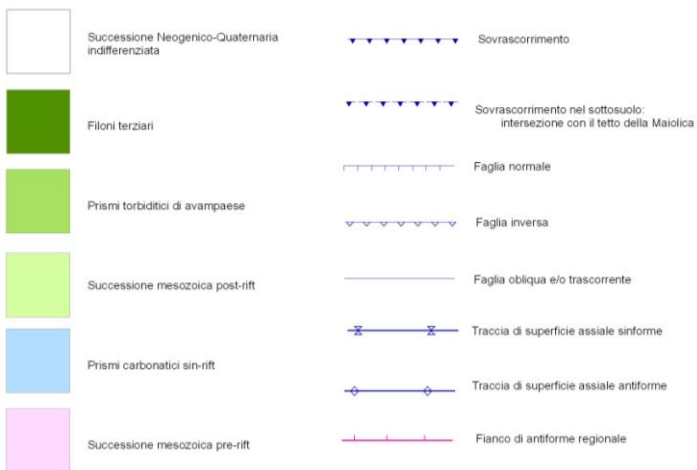 Successione Neogenico-Quaternaria
indifferenziata
Filoni terziari
Prismi torbiditici di avampaese
Successione mesozoica post-rift
Prismi carbonatici sin-rift
Successione mesozoica pre-rift
Sovrascorrimento
Sovrascorrimento nel sottosuolo:
intersezione con il tetto della Maiolica
Faglia normale
Faglia inversa
Faglia obliqua e/o trascorrente
Traccia di superficie assiale sinforme
Traccia di superficie assiale antiforme
Fianco di antiforme regionale